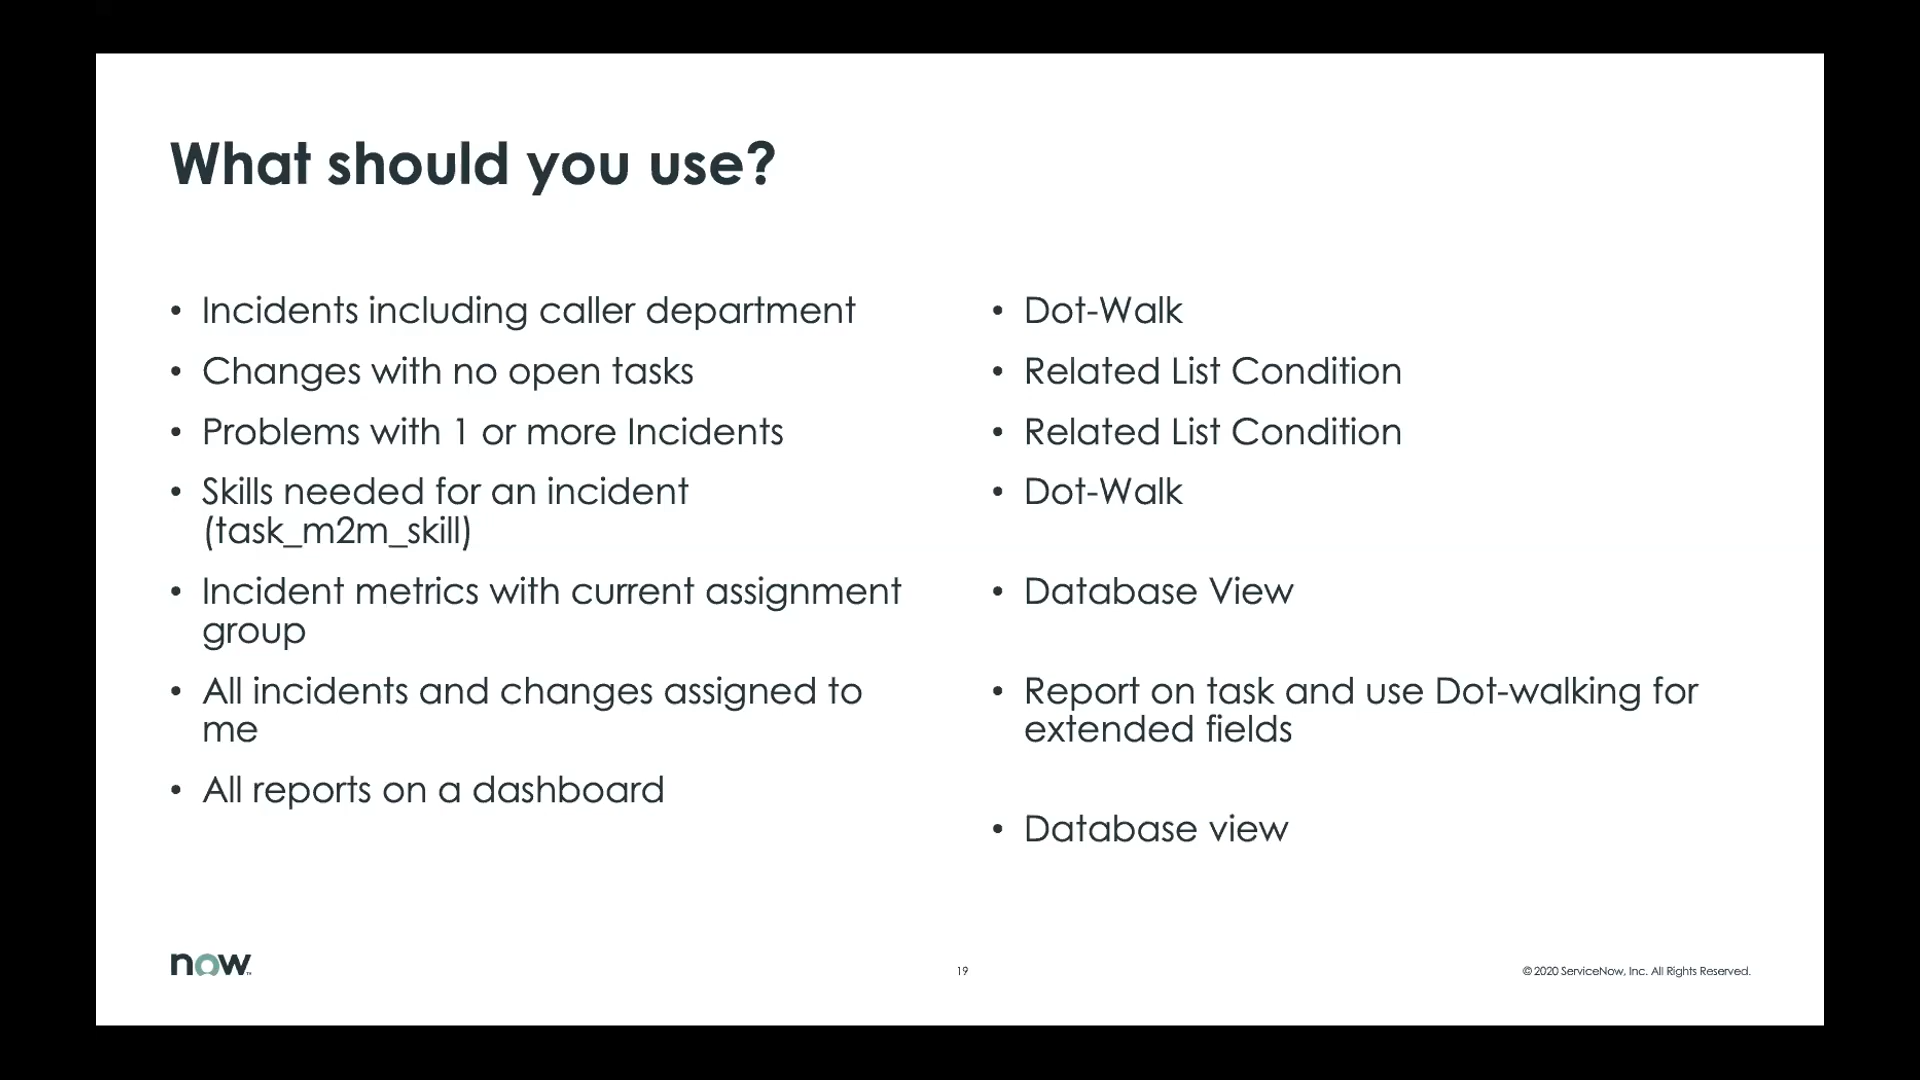 What should you use?
• Incidents including caller department
• Changes with no open tasks
• Problems with 1 or more Incidents
• Skills needed for an incident
(task_m2m_skill)
• Incident metrics with current assignment
group
• All incidents and changes assigned to
me
• All reports on a dashboard
• Dot-Walk
• Related List Condition
• Related List Condition
• Dot-Walk
• Database View
• Report on task and use Dot-walking for
extended fields
• Database view
now
19
© 2020 ServiceNow, Inc. All Rights Reserved.